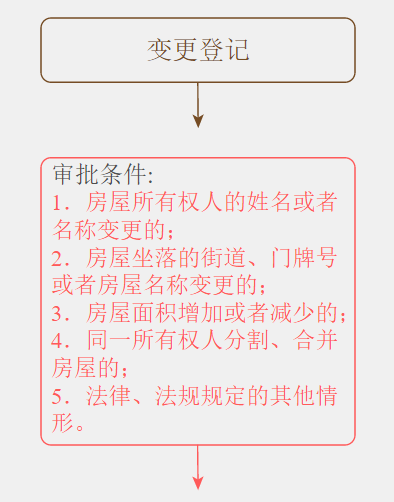 变更登记
审批条件:
1．房屋所有权人的姓名或者
名称变更的；
2．房屋坐落的街道、门牌号
或者房屋名称变更的；
3．房屋面积增加或者减少的；
4．同一所有权人分割、合并
房屋的；
5．法律、法规规定的其他情
形。